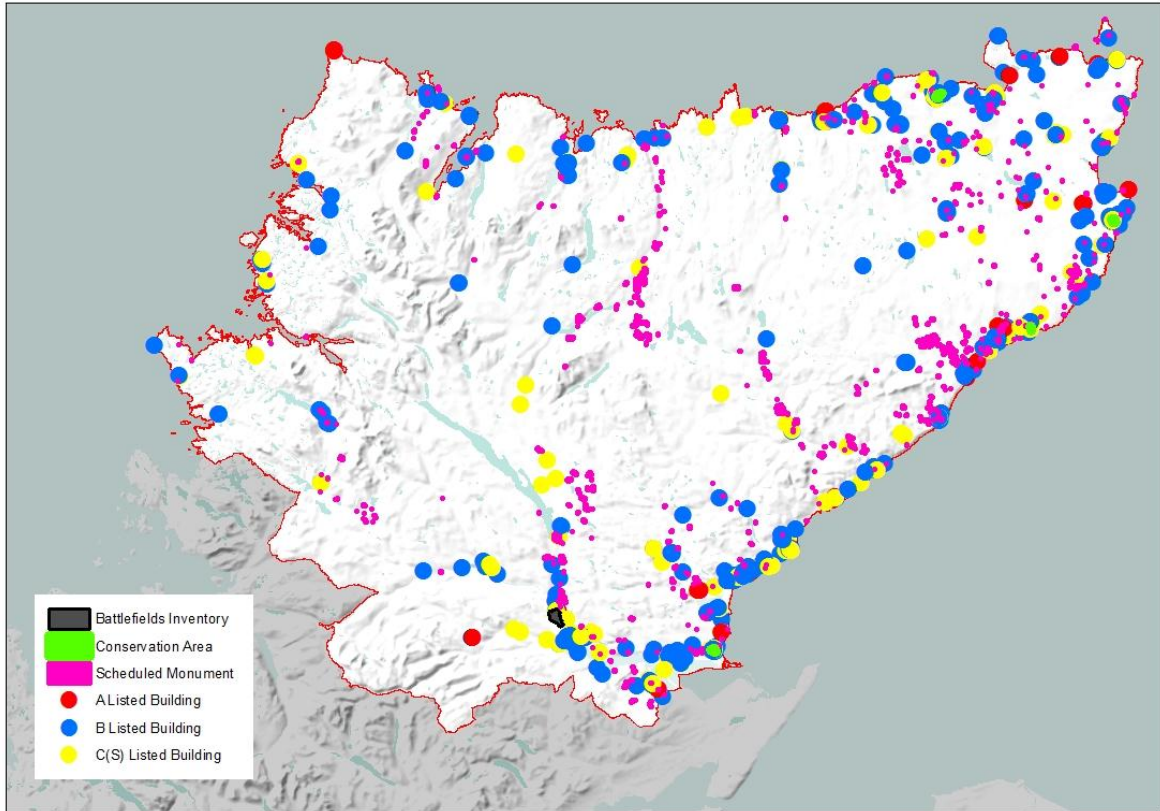 Battlefields Inventory
Conservation Area
Scheduled Monument
A Listed Building
B Listed Building
C(S) Listed Building